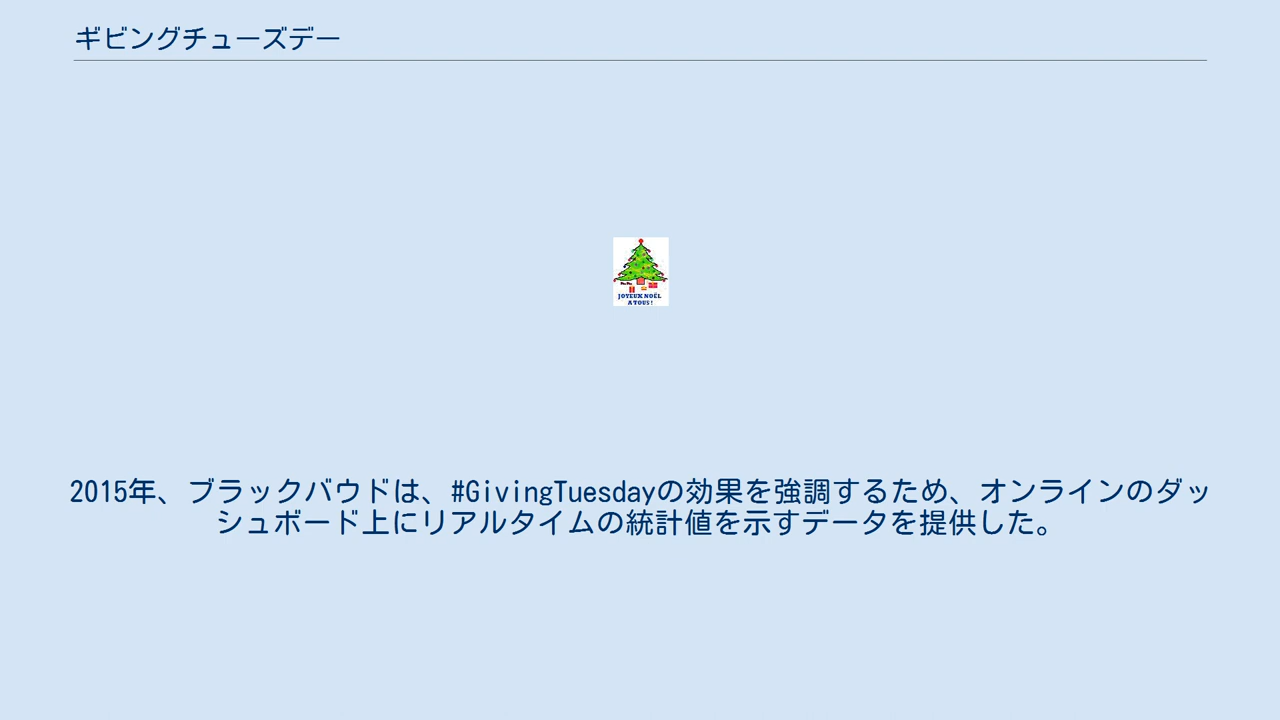 ギビングチューズデー
JOYEUX NOËL
A TOUS !
2015年、ブラックバウドは、#GivingTuesdayの効果を強調するため、オンラインのダッ
シュボード上にリアルタイムの統計値を示すデータを提供した。